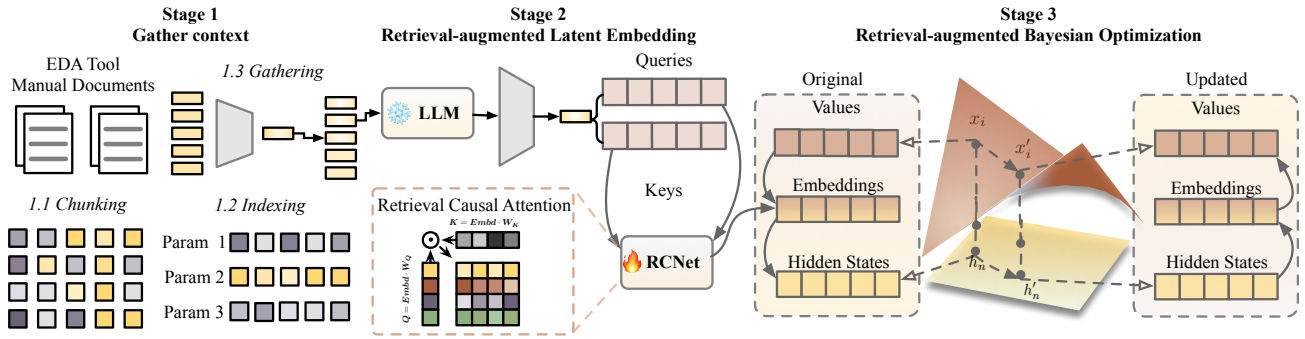 Stage 1
Gather context
EDA Tool
Manual Documents
1.3 Gathering
1.1 Chunking
1.2 Indexing
Param 1
Param 2
Param 3
Stage 2
Retrieval-augmented Latent Embedding
LLM
Queries
Keys
Retrieval Causal Attention
K = Embd · W_K
Q = Embd · W_Q
RCNet
Stage 3
Retrieval-augmented Bayesian Optimization
Original
Values
Embeddings
Hidden States
x_i
x'_i
h_n
h'_n
Updated
Values
Embeddings
Hidden States